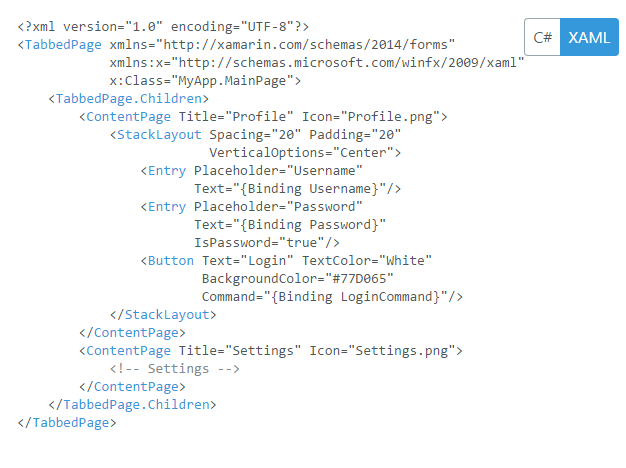 <?xml version="1.0" encoding="UTF-8"?>
C# XAML
<TabbedPage xmlns="http://xamarin.com/schemas/2014/forms"
            xmlns:x="http://schemas.microsoft.com/winfx/2009/xaml"
            x:Class="MyApp.MainPage">
    <TabbedPage.Children>
        <ContentPage Title="Profile" Icon="Profile.png">
            <StackLayout Spacing="20" Padding="20"
                         VerticalOptions="Center">
                <Entry Placeholder="Username"
                       Text="{Binding Username}"/>
                <Entry Placeholder="Password"
                       Text="{Binding Password}"
                       IsPassword="true"/>
                <Button Text="Login" TextColor="White"
                        BackgroundColor="#77D065"
                        Command="{Binding LoginCommand}"/>
            </StackLayout>
        </ContentPage>
        <ContentPage Title="Settings" Icon="Settings.png">
            <!-- Settings -->
        </ContentPage>
    </TabbedPage.Children>
</TabbedPage>